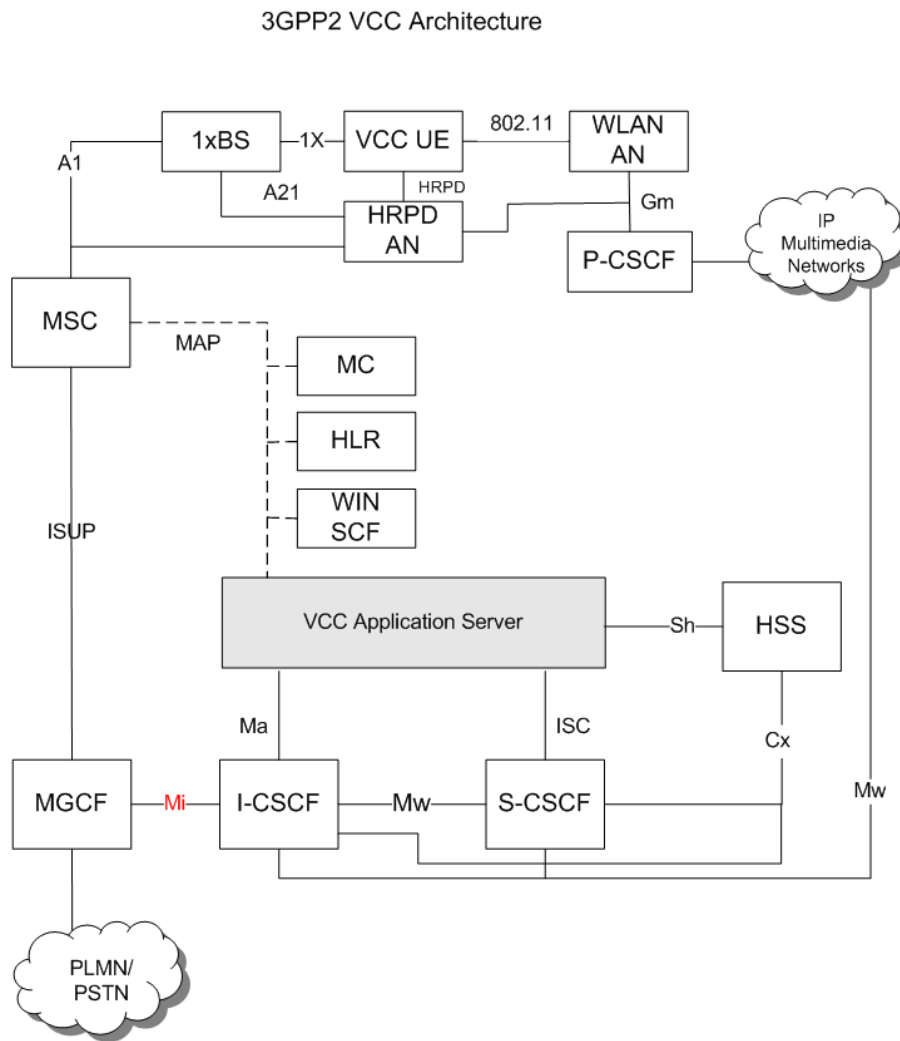 3GPP2 VCC Architecture
1xBS
1X
VCC UE
802.11
WLAN
AN
A1
A21
HRPD
HRPD
AN
Gm
P-CSCF
IP
Multimedia
Networks
MSC
MAP
MC
HLR
WIN
SCF
ISUP
VCC Application Server
Sh
HSS
Ma
ISC
Cx
MGCF
Mi
I-CSCF
Mw
S-CSCF
Mw
PLMN/
PSTN